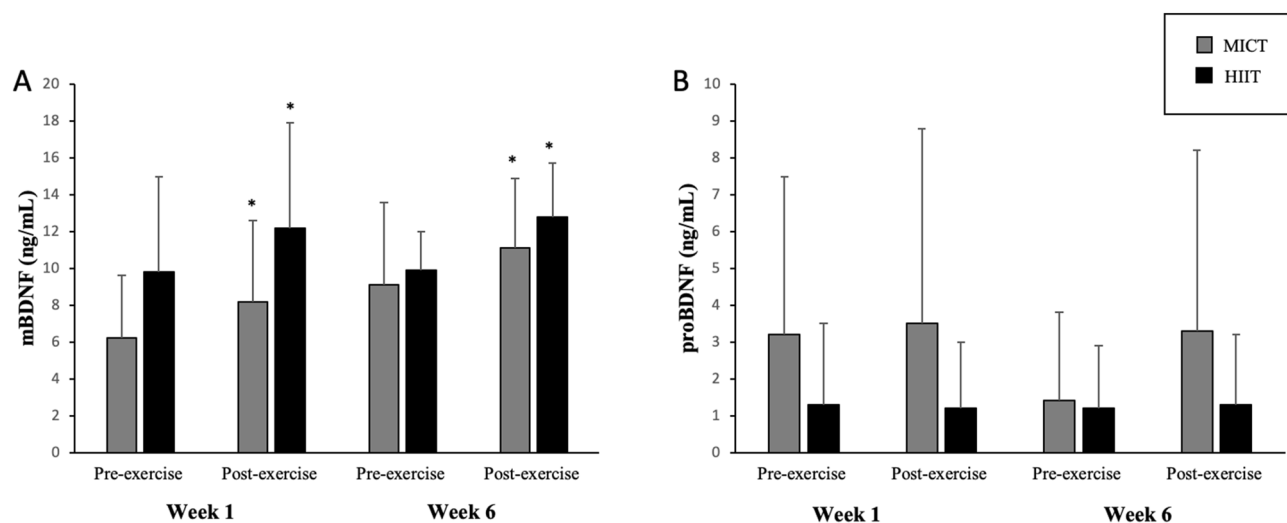 MICT
HIIT
A
mBDNF (ng/mL)
20
18
16
14
12
10
8
6
4
2
0
*
*
*
*
Pre-exercise Post-exercise Pre-exercise Post-exercise
Week 1 Week 6
B
proBDNF (ng/mL)
10
9
8
7
6
5
4
3
2
1
0
Pre-exercise Post-exercise Pre-exercise Post-exercise
Week 1 Week 6